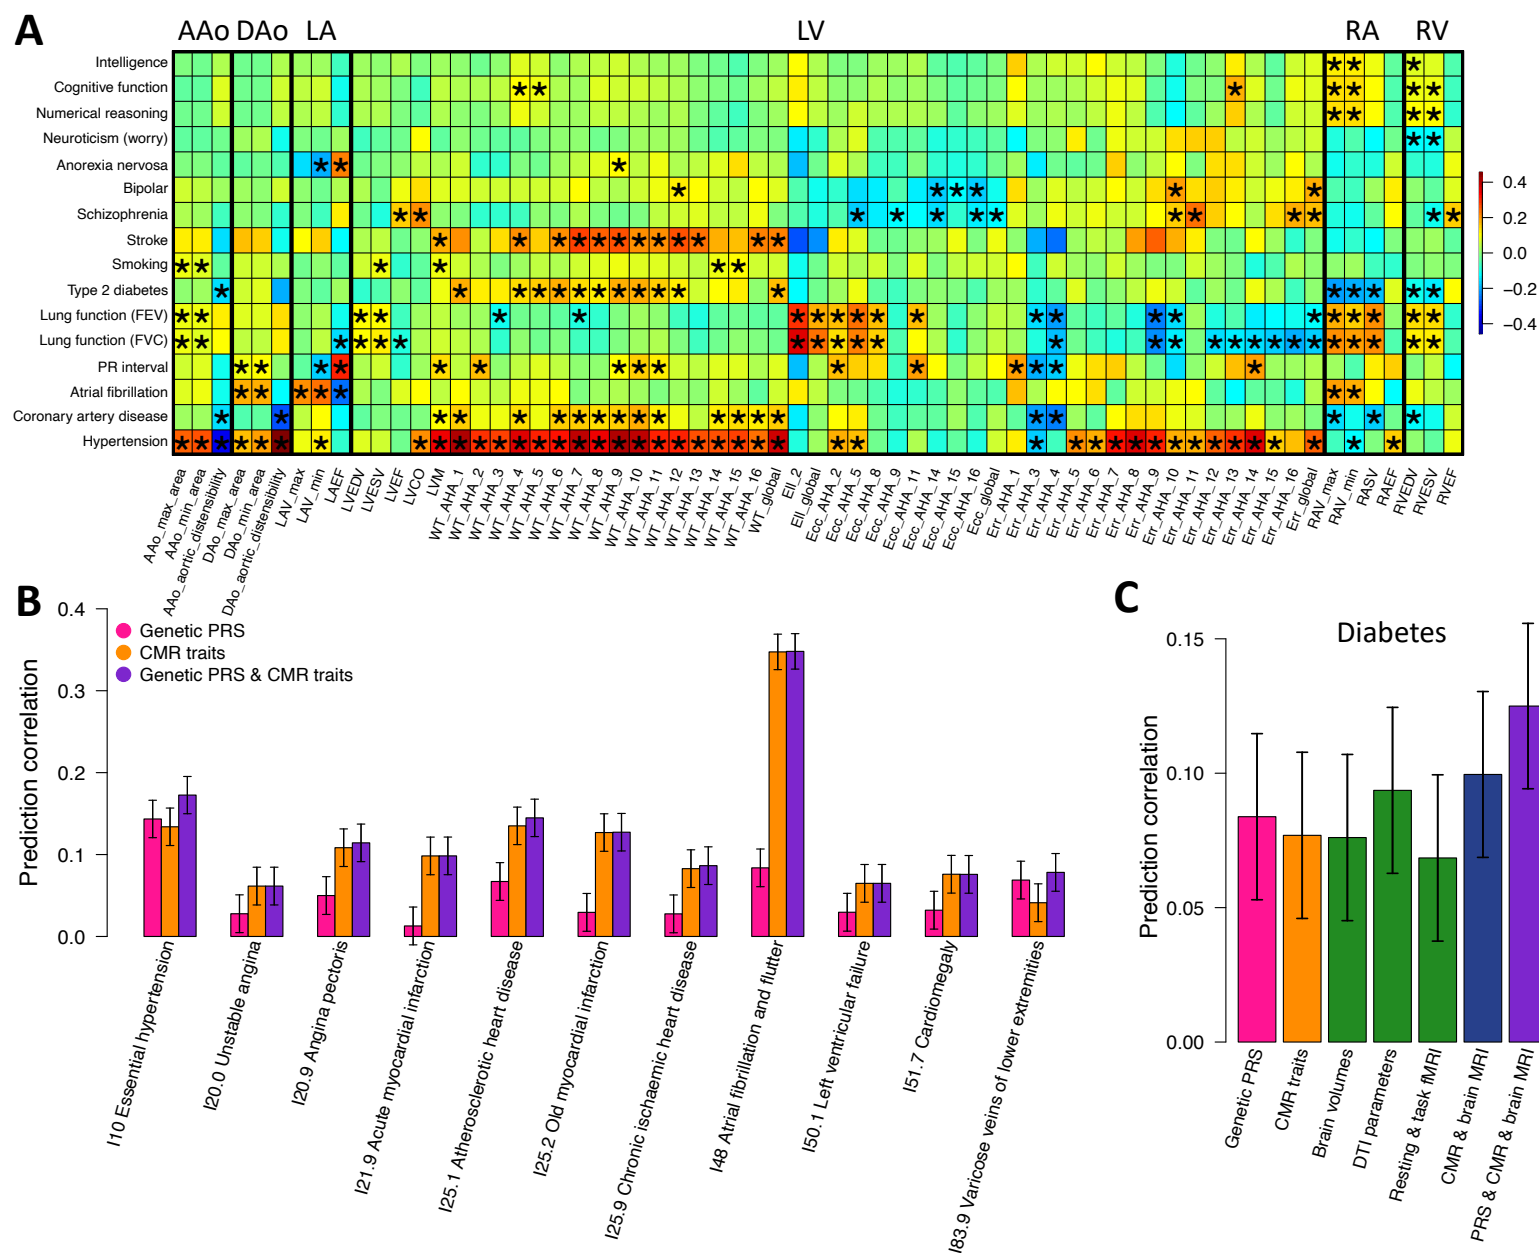 A
AAo DAo LA LV RA RV
Intelligence
Cognitive function
Numerical reasoning
Neuroticism (worry)
Anorexia nervosa
Bipolar
Schizophrenia
Stroke
Smoking
Type 2 diabetes
Lung function (FEV)
Lung function (FVC)
PR interval
Atrial fibrillation
Coronary artery disease
Hypertension
0.4
0.2
0.0
−0.2
−0.4
AAo_max_area
AAo_min_area
AAo_aortic_distensibility
DAo_max_area
DAo_min_area
DAo_aortic_distensibility
LAV_max
LAV_min
LAEF
LVEDV
LVESV
LVEF
LVCO
LVM
WT_AHA_1
WT_AHA_2
WT_AHA_3
WT_AHA_4
WT_AHA_5
WT_AHA_6
WT_AHA_7
WT_AHA_8
WT_AHA_9
WT_AHA_10
WT_AHA_11
WT_AHA_12
WT_AHA_13
WT_AHA_14
WT_AHA_15
WT_AHA_16
WT_global
Ell_2
Ell_global
Ecc_AHA_2
Ecc_AHA_5
Ecc_AHA_8
Ecc_AHA_9
Ecc_AHA_11
Ecc_AHA_14
Ecc_AHA_15
Ecc_AHA_16
Ecc_global
Err_AHA_1
Err_AHA_3
Err_AHA_4
Err_AHA_5
Err_AHA_6
Err_AHA_7
Err_AHA_8
Err_AHA_9
Err_AHA_10
Err_AHA_11
Err_AHA_12
Err_AHA_13
Err_AHA_14
Err_AHA_15
Err_AHA_16
Err_global
RAV_max
RAV_min
RASV
RAEF
RVEDV
RVESV
RVEF
B
Prediction correlation
0.4
0.3
0.2
0.1
0.0
Genetic PRS
CMR traits
Genetic PRS & CMR traits
I10 Essential hypertension
I20.0 Unstable angina
I20.9 Angina pectoris
I21.9 Acute myocardial infarction
I25.1 Atherosclerotic heart disease
I25.2 Old myocardial infarction
I25.9 Chronic ischaemic heart disease
I48 Atrial fibrillation and flutter
I50.1 Left ventricular failure
I51.7 Cardiomegaly
I83.9 Varicose veins of lower extremities
C
Diabetes
Prediction correlation
0.15
0.10
0.05
0.00
Genetic PRS
CMR traits
Brain volumes
DTI parameters
Resting & task fMRI
CMR & brain MRI
PRS & CMR & brain MRI